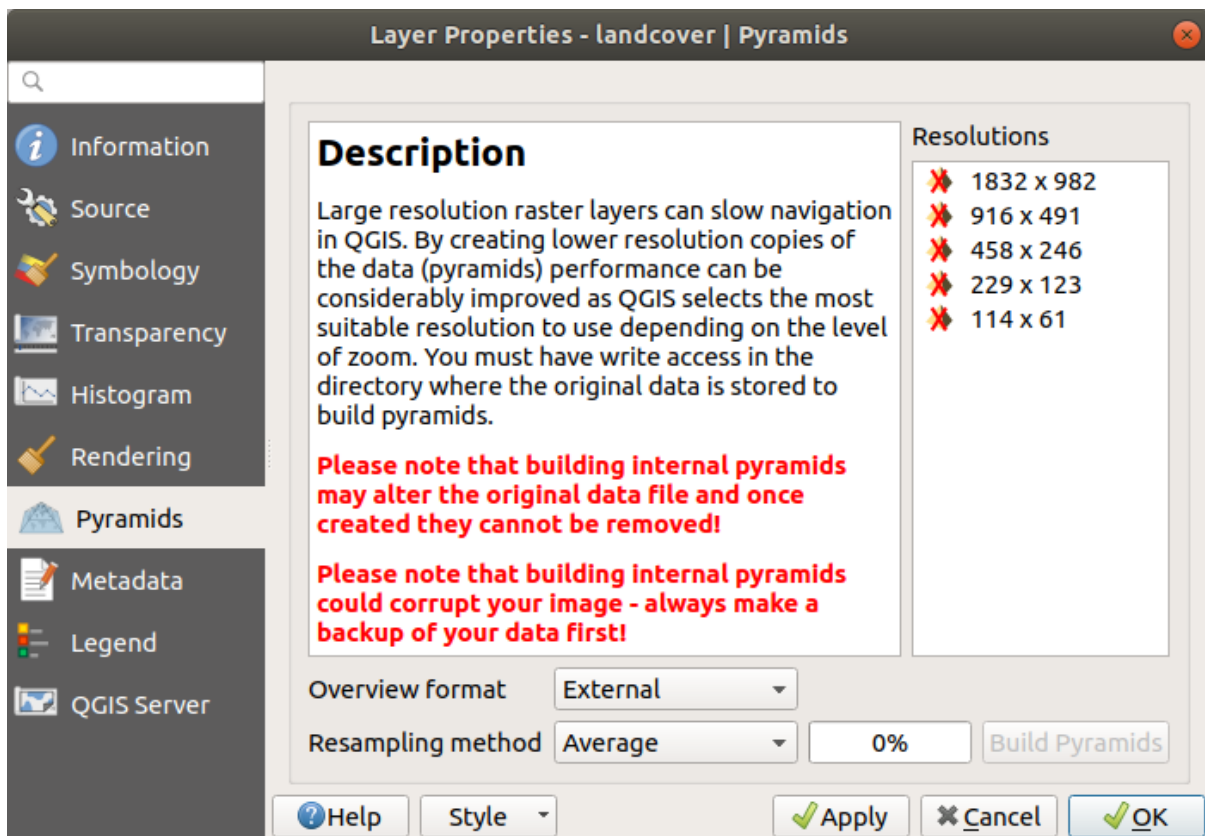 Layer Properties - landcover | Pyramids
Information
Source
Symbology
Transparency
Histogram
Rendering
Pyramids
Metadata
Legend
QGIS Server
Description
Large resolution raster layers can slow navigation
in QGIS. By creating lower resolution copies of
the data (pyramids) performance can be
considerably improved as QGIS selects the most
suitable resolution to use depending on the level
of zoom. You must have write access in the
directory where the original data is stored to
build pyramids.
Please note that building internal pyramids
may alter the original data file and once
created they cannot be removed!
Please note that building internal pyramids
could corrupt your image - always make a
backup of your data first!
Resolutions
1832 x 982
916 x 491
458 x 246
229 x 123
114 x 61
Overview format External
Resampling method Average 0% Build Pyramids
Help Style Apply Cancel OK